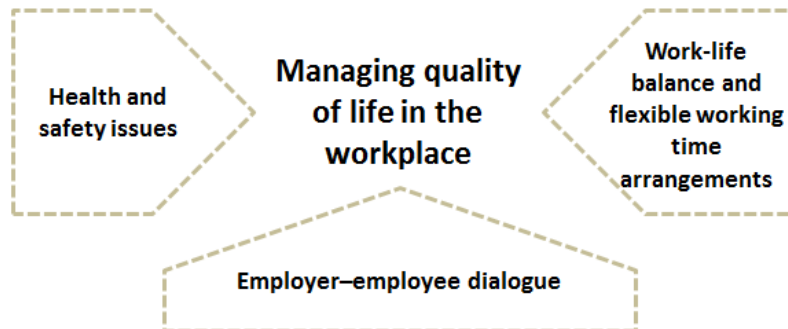 Health and
safety issues
Managing quality
of life in the
workplace
Work-life
balance and
flexible working
time
arrangements
Employer–employee dialogue